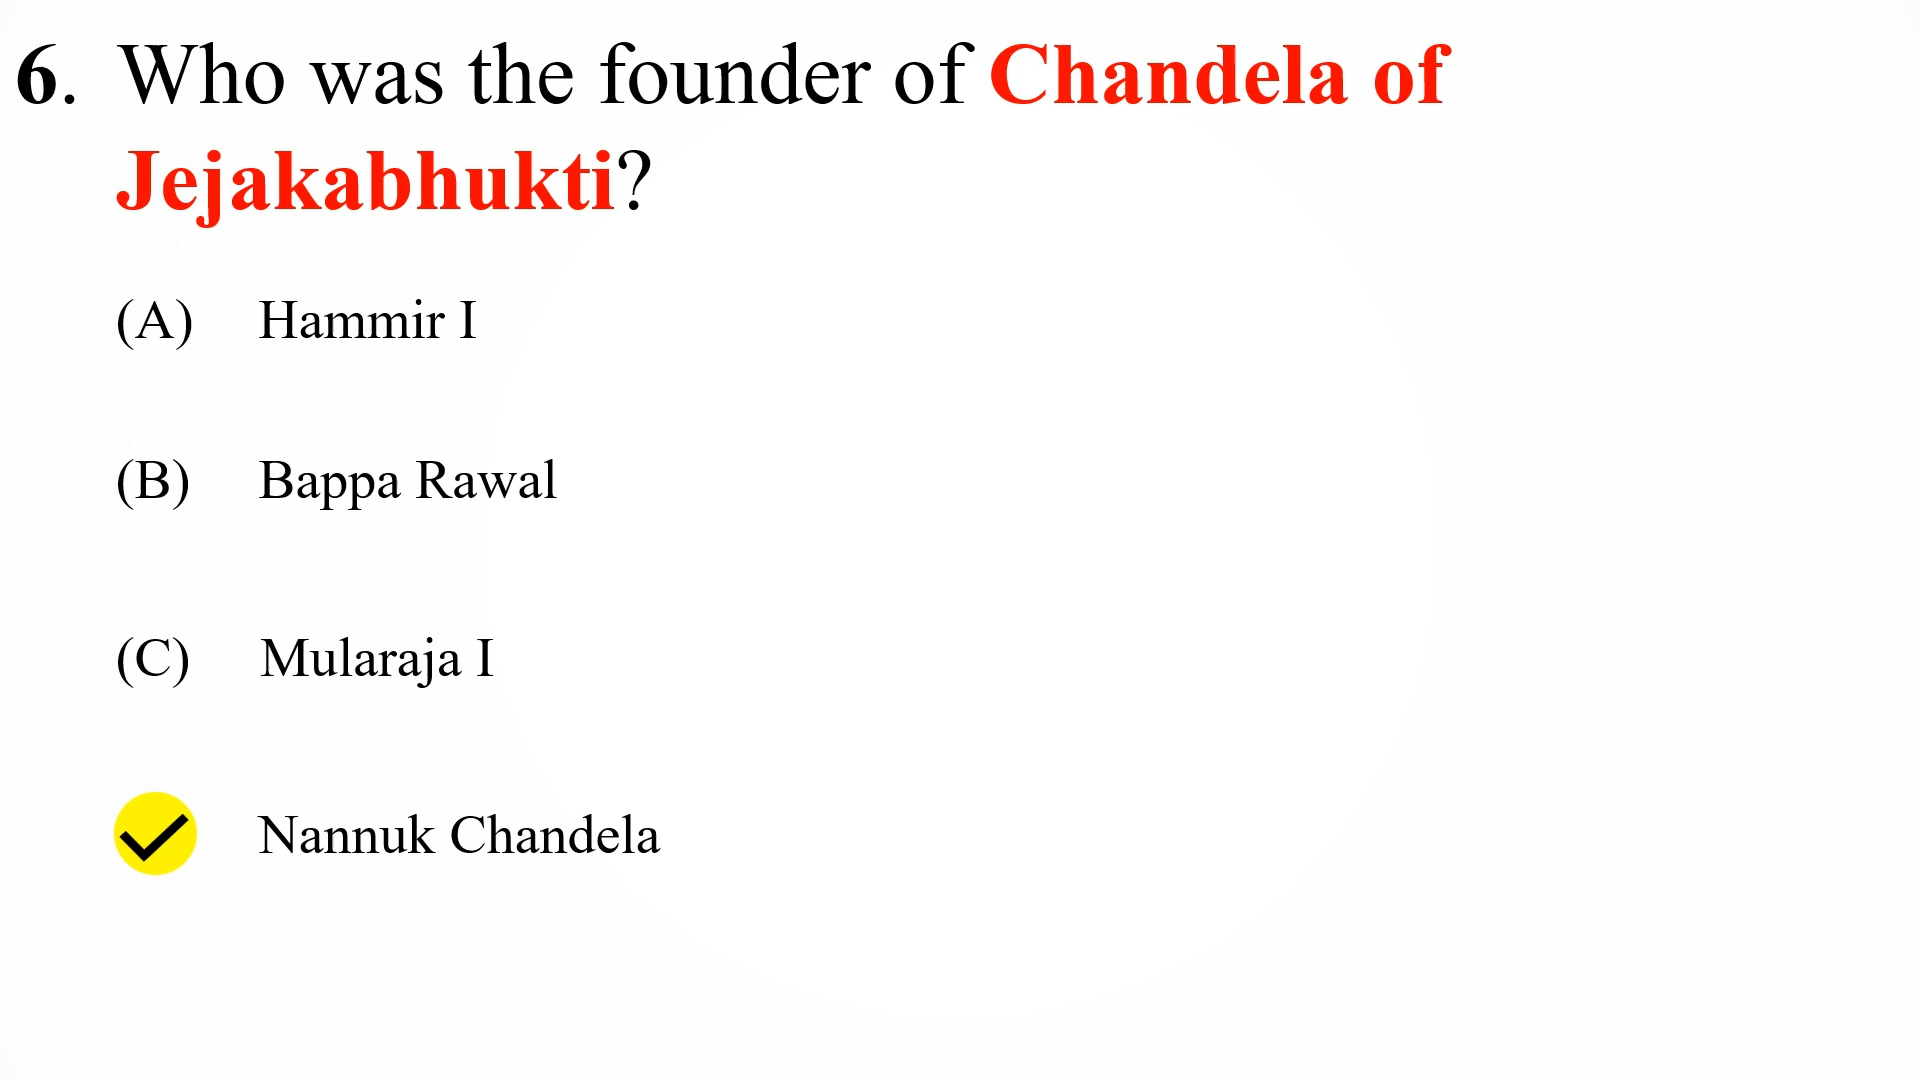 6. Who was the founder of Chandela of
Jejakabhukti?
(A) Hammir I
(B) Bappa Rawal
(C) Mularaja I
Nannuk Chandela